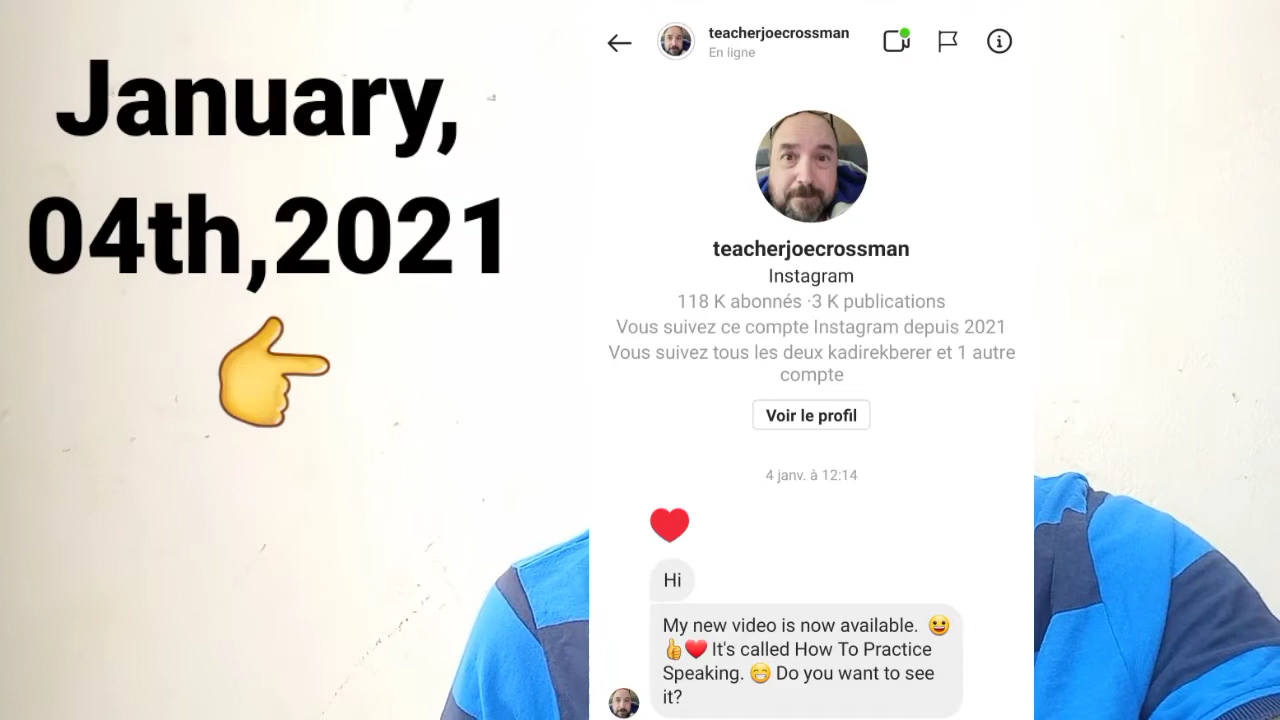 January,
04th,2021
teacherjoecrossman
En ligne
teacherjoecrossman
Instagram
118 K abonnés ·3 K publications
Vous suivez ce compte Instagram depuis 2021
Vous suivez tous les deux kadirekberer et 1 autre
compte
Voir le profil
4 janv. à 12:14
Hi
My new video is now available. 😃
👍❤️ It's called How To Practice
Speaking. 😁 Do you want to see
it?